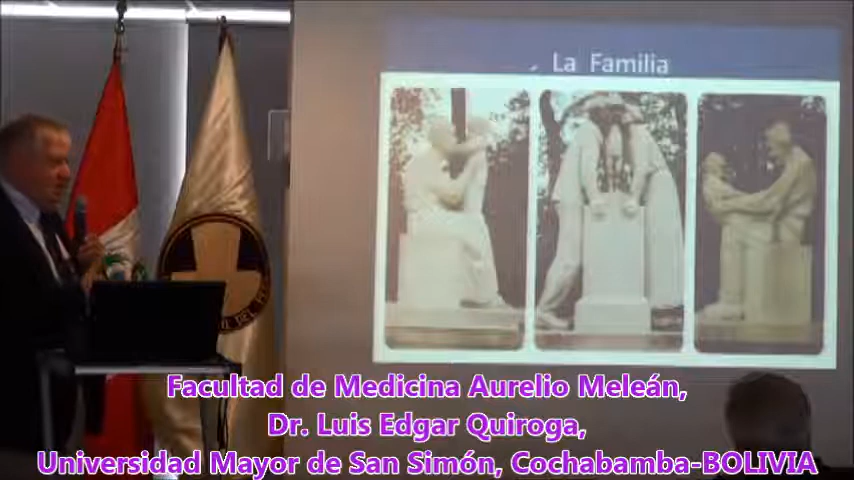 La Familia
Facultad de Medicina Aurelio Meleán,
Dr. Luis Edgar Quiroga,
Universidad Mayor de San Simón, Cochabamba-BOLIVIA